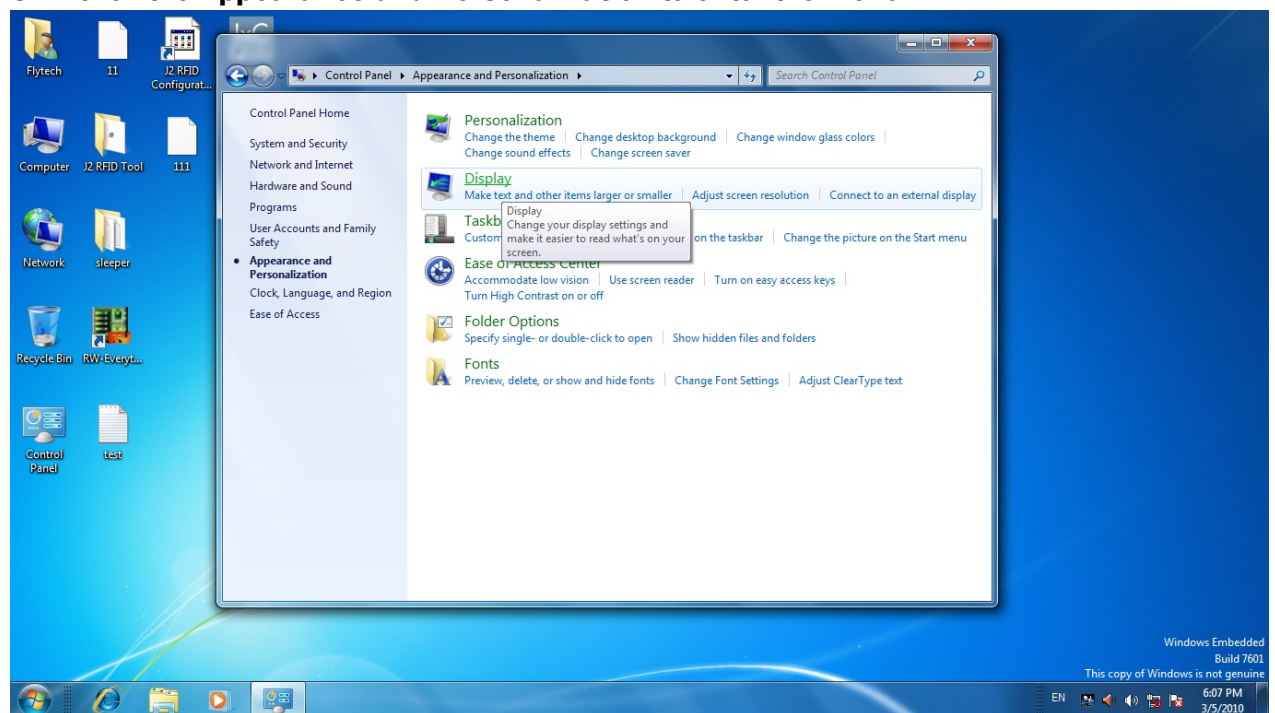 Flytech
11
J2 RFID
Configurat...
Computer
J2 RFID Tool
111
Network
sleeper
Recycle Bin
RW-Everyt...
Control
Panel
test
Control Panel
Appearance and Personalization
Search Control Panel
Control Panel Home
System and Security
Network and Internet
Hardware and Sound
Programs
User Accounts and Family
Safety
Appearance and
Personalization
Clock, Language, and Region
Ease of Access
Personalization
Change the theme
Change desktop background
Change window glass colors
Change sound effects
Change screen saver
Display
Make text and other items larger or smaller
Adjust screen resolution
Connect to an external display
Display
Change your display settings and
make it easier to read what's on your
screen.
Taskb
Custom
on the taskbar
Change the picture on the Start menu
Ease of Access Center
Accommodate low vision
Use screen reader
Turn on easy access keys
Turn High Contrast on or off
Folder Options
Specify single- or double-click to open
Show hidden files and folders
Fonts
Preview, delete, or show and hide fonts
Change Font Settings
Adjust ClearType text
Windows Embedded
Build 7601
This copy of Windows is not genuine
EN
6:07 PM
3/5/2010